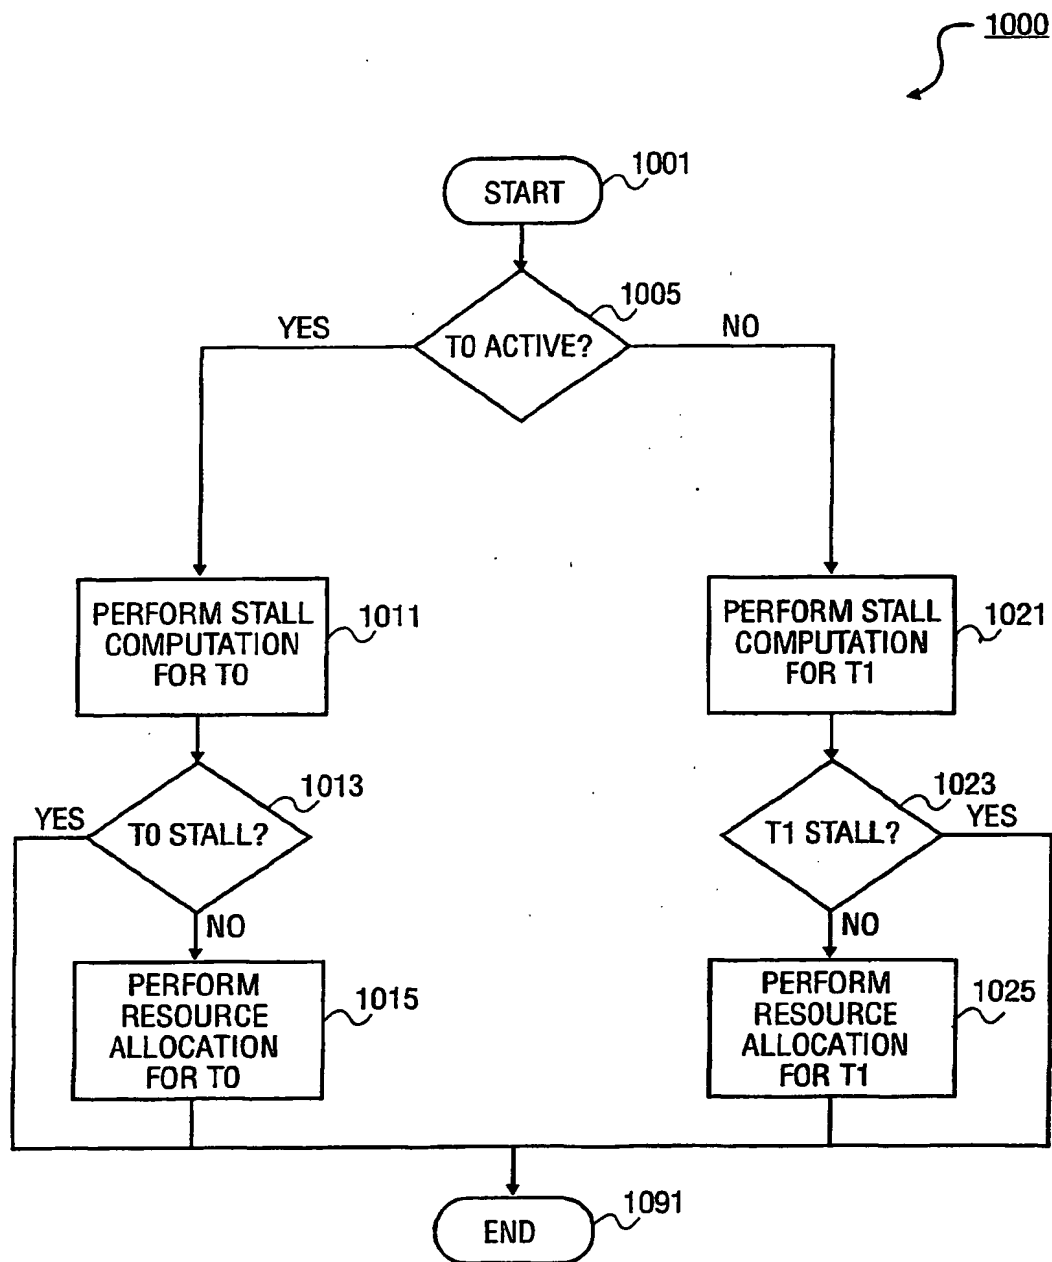 1000
START
1001
T0 ACTIVE?
1005
YES
NO
PERFORM STALL
COMPUTATION
FOR T0
1011
PERFORM STALL
COMPUTATION
FOR T1
1021
T0 STALL?
1013
YES
NO
T1 STALL?
1023
YES
NO
PERFORM
RESOURCE
ALLOCATION
FOR T0
1015
PERFORM
RESOURCE
ALLOCATION
FOR T1
1025
END
1091